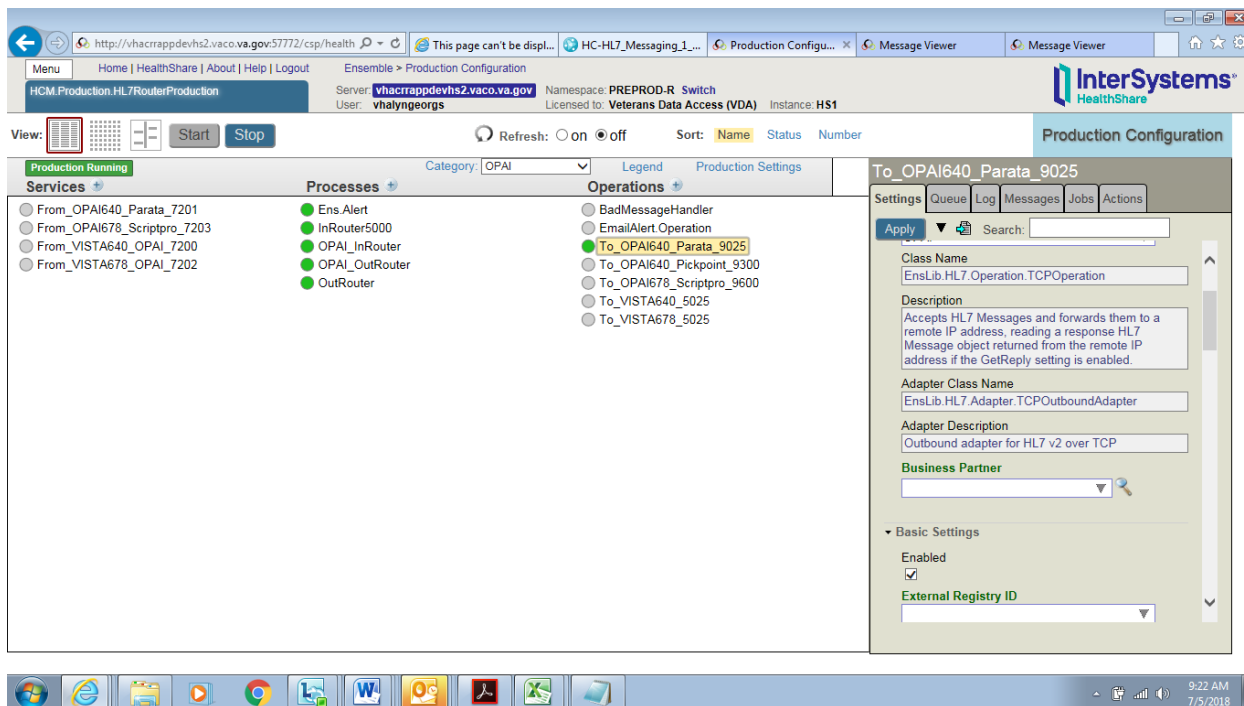 http://vhacrrappdevhs2.vaco.va.gov:57772/csp/health
This page can't be displ...
HC-HL7_Messaging_1_...
Production Configu...
Message Viewer
Message Viewer
Menu
Home | HealthShare | About | Help | Logout
Ensemble > Production Configuration
HCM.Production.HL7RouterProduction
Server: vhacrrappdevhs2.vaco.va.gov
Namespace: PREPROD-R Switch
User: vhalyngeorgs
Licensed to: Veterans Data Access (VDA)
Instance: HS1
InterSystems
HealthShare
View:
Start
Stop
Refresh: on off
Sort: Name Status Number
Production Configuration
Production Running
Category: OPAI
Legend
Production Settings
Services
Processes
Operations
From_OPAI640_Parata_7201
From_OPAI678_Scriptpro_7203
From_VISTA640_OPAI_7200
From_VISTA678_OPAI_7202
Ens.Alert
InRouter5000
OPAI_InRouter
OPAI_OutRouter
OutRouter
BadMessageHandler
EmailAlert.Operation
To_OPAI640_Parata_9025
To_OPAI640_Pickpoint_9300
To_OPAI678_Scriptpro_9600
To_VISTA640_5025
To_VISTA678_5025
To_OPAI640_Parata_9025
Settings
Queue
Log
Messages
Jobs
Actions
Apply
Search:
Class Name
EnsLib.HL7.Operation.TCPOperation
Description
Accepts HL7 Messages and forwards them to a
remote IP address, reading a response HL7
Message object returned from the remote IP
address if the GetReply setting is enabled.
Adapter Class Name
EnsLib.HL7.Adapter.TCPOutboundAdapter
Adapter Description
Outbound adapter for HL7 v2 over TCP
Business Partner
Basic Settings
Enabled
External Registry ID
9:22 AM
7/5/2018